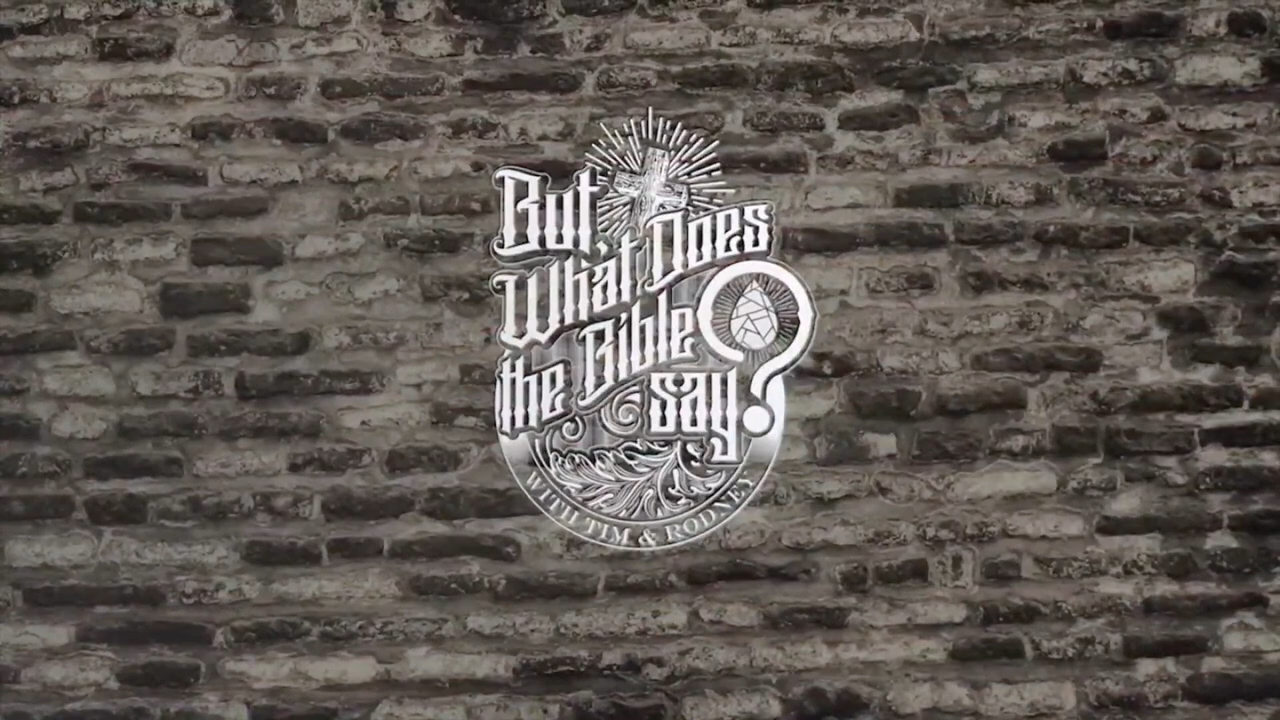 But,
What Does
the Bible
say?
WITH TIM & RODNEY